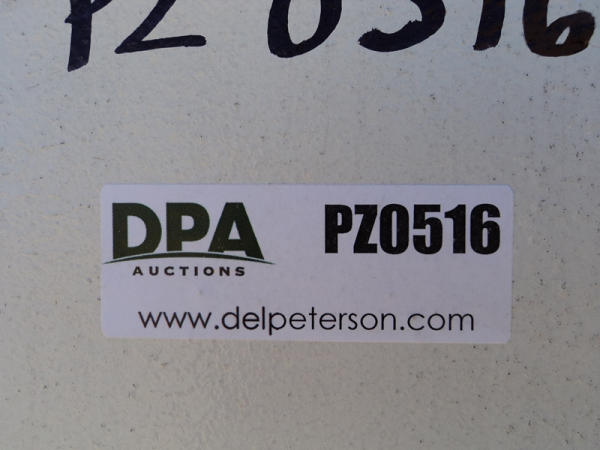 PZ 0516
DPA
AUCTIONS
PZ0516
www.delpeterson.com